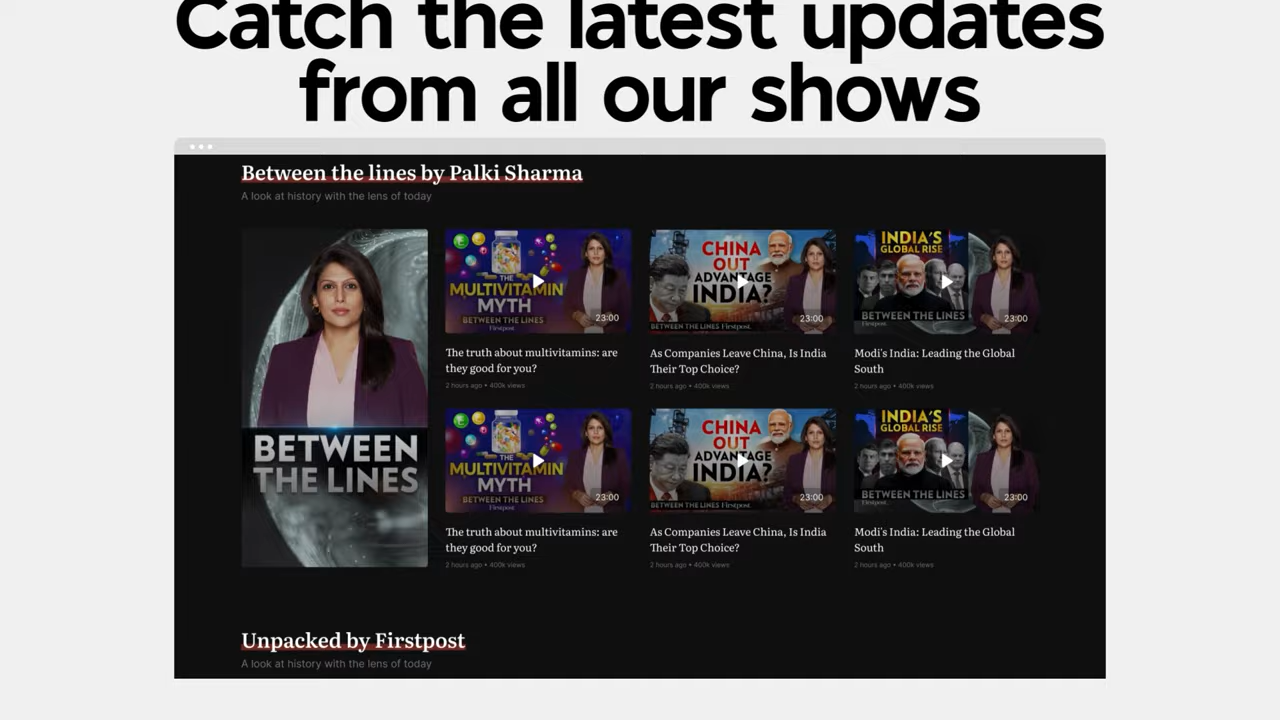 Catch the latest updates
from all our shows
Between the lines by Palki Sharma
A look at history with the lens of today
BETWEEN
THE LINES
THE
MULTIVITAMIN
MYTH
BETWEEN THE LINES
Firstpost.
23:00
The truth about multivitamins: are
they good for you?
2 hours ago • 400k views
CHINA
OUT
ADVANTAGE
INDIA?
BETWEEN THE LINES Firstpost.
23:00
As Companies Leave China, Is India
Their Top Choice?
2 hours ago • 400k views
INDIA'S
GLOBAL RISE
BETWEEN THE LINES
Firstpost.
23:00
Modi's India: Leading the Global
South
2 hours ago • 400k views
THE
MULTIVITAMIN
MYTH
BETWEEN THE LINES
Firstpost.
23:00
The truth about multivitamins: are
they good for you?
2 hours ago • 400k views
CHINA
OUT
ADVANTAGE
INDIA?
BETWEEN THE LINES Firstpost.
23:00
As Companies Leave China, Is India
Their Top Choice?
2 hours ago • 400k views
INDIA'S
GLOBAL RISE
BETWEEN THE LINES
Firstpost.
23:00
Modi's India: Leading the Global
South
2 hours ago • 400k views
Unpacked by Firstpost
A look at history with the lens of today